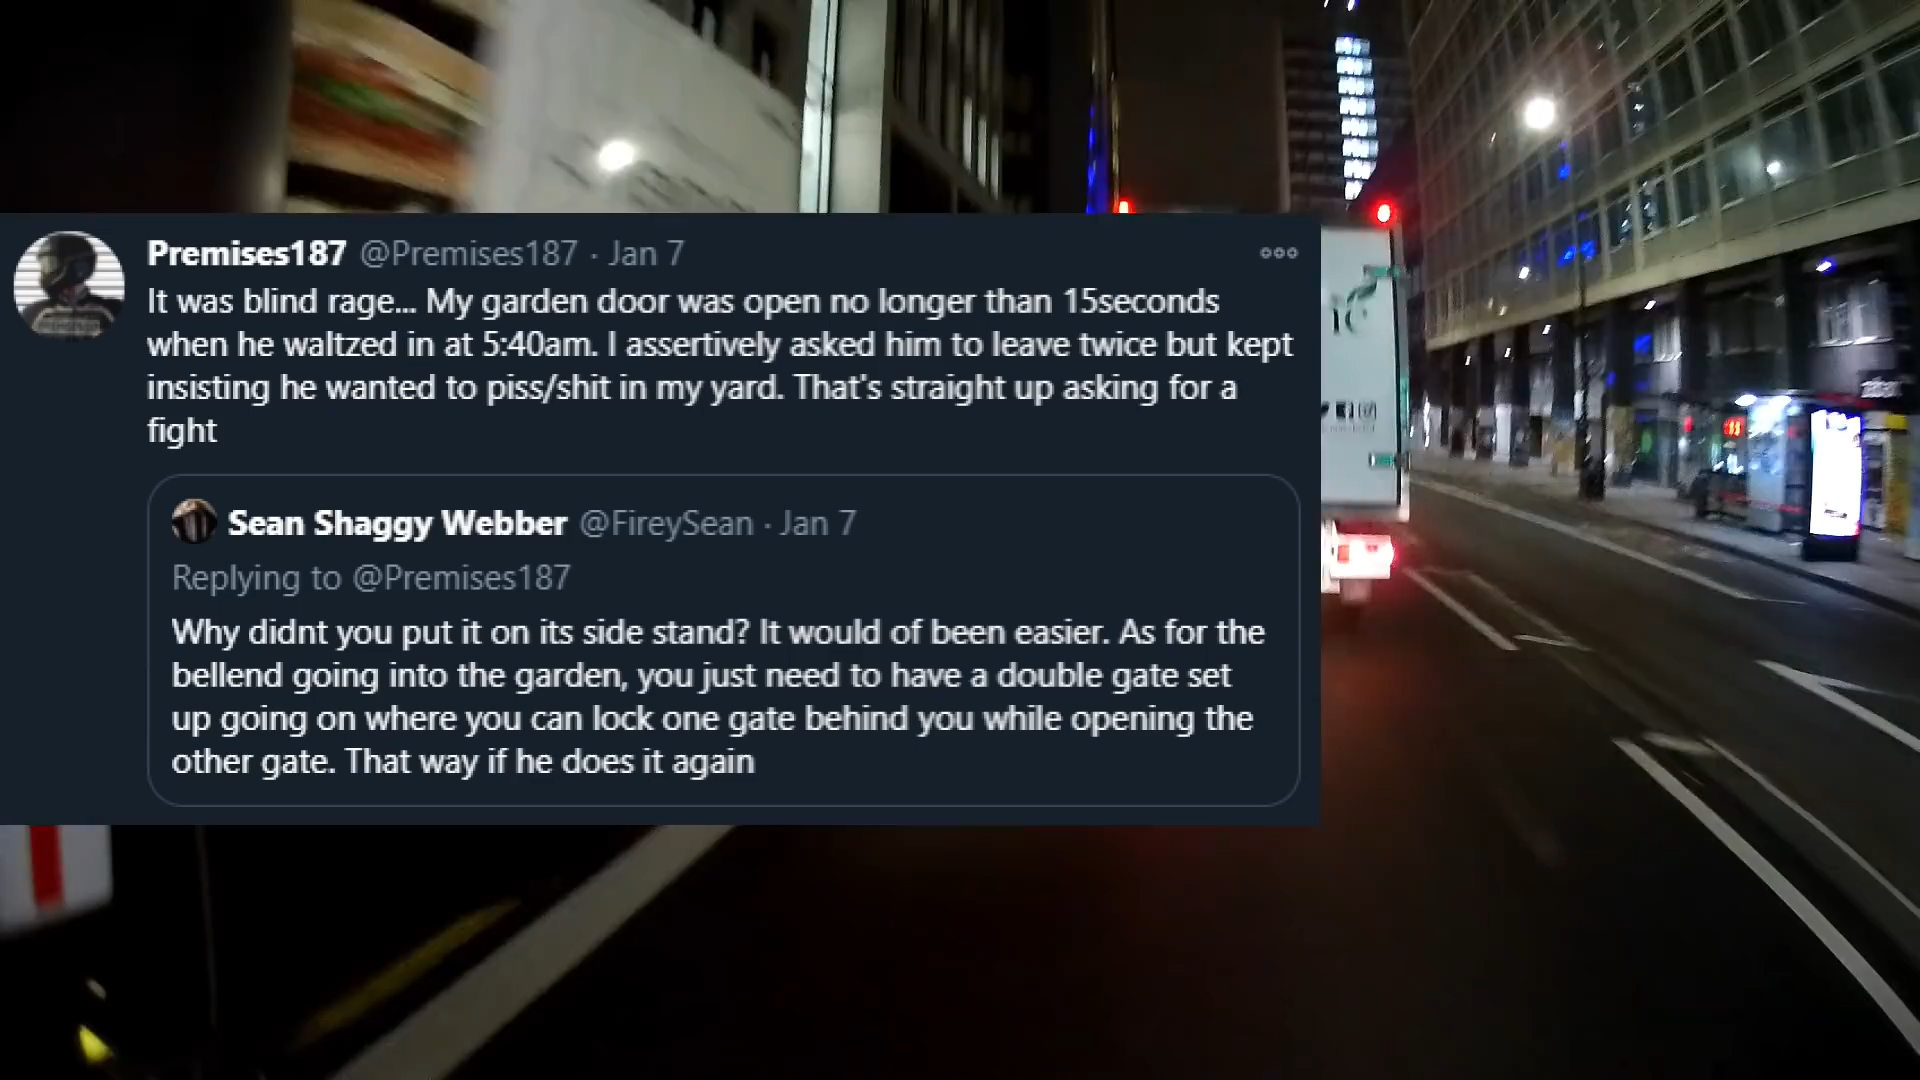 Premises187 @Premises187 · Jan 7
It was blind rage... My garden door was open no longer than 15seconds
when he waltzed in at 5:40am. I assertively asked him to leave twice but kept
insisting he wanted to piss/shit in my yard. That's straight up asking for a
fight
Sean Shaggy Webber @FireySean · Jan 7
Replying to @Premises187
Why didnt you put it on its side stand? It would of been easier. As for the
bellend going into the garden, you just need to have a double gate set
up going on where you can lock one gate behind you while opening the
other gate. That way if he does it again